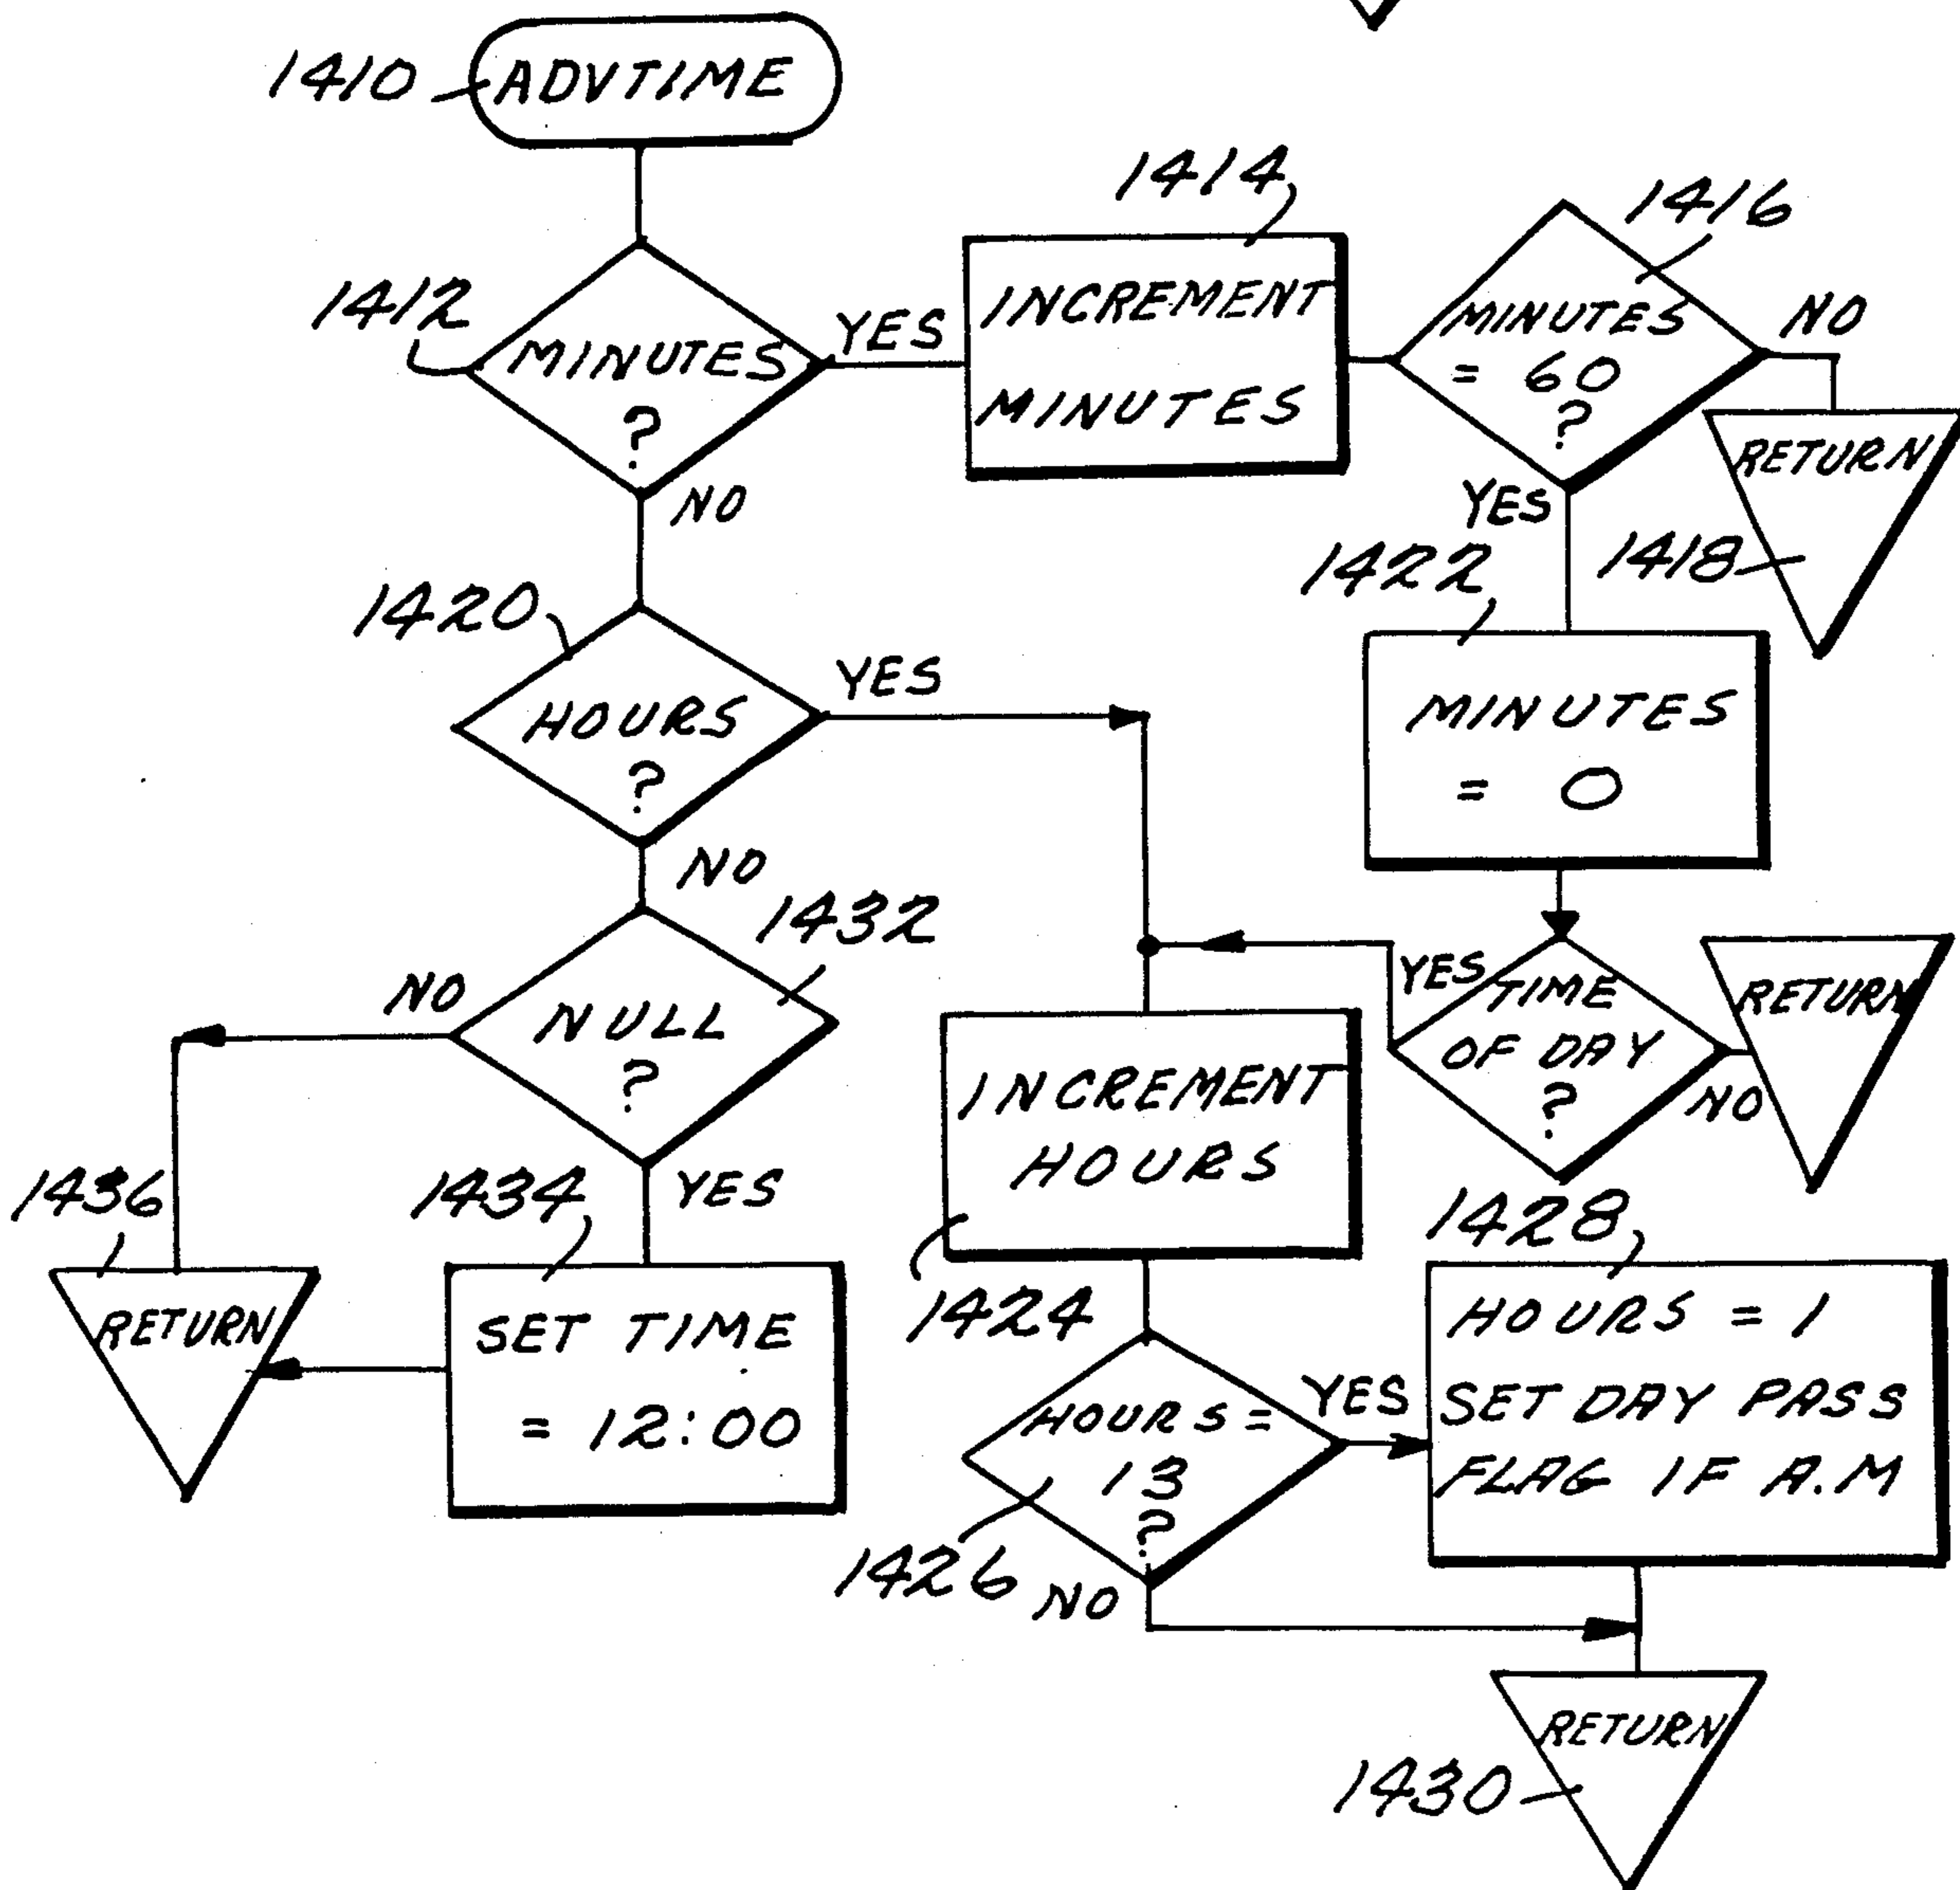 1410
ADVTIME
1414
1416
1412
MINUTES
?
YES
NO
INCREMENT
MINUTES
MINUTES
= 60
?
NO
YES
RETURN
1418
1422
1420
HOURS
?
YES
NO
MINUTES
= 0
1432
NULL
?
NO
YES
YES
TIME
OF DAY
?
NO
RETURN
INCREMENT
HOURS
1424
1436
RETURN
1434
SET TIME
= 12:00
1428
HOURS = 1
SET DAY PASS
FLAG IF A.M
HOURS =
13
?
YES
1426
NO
RETURN
1430